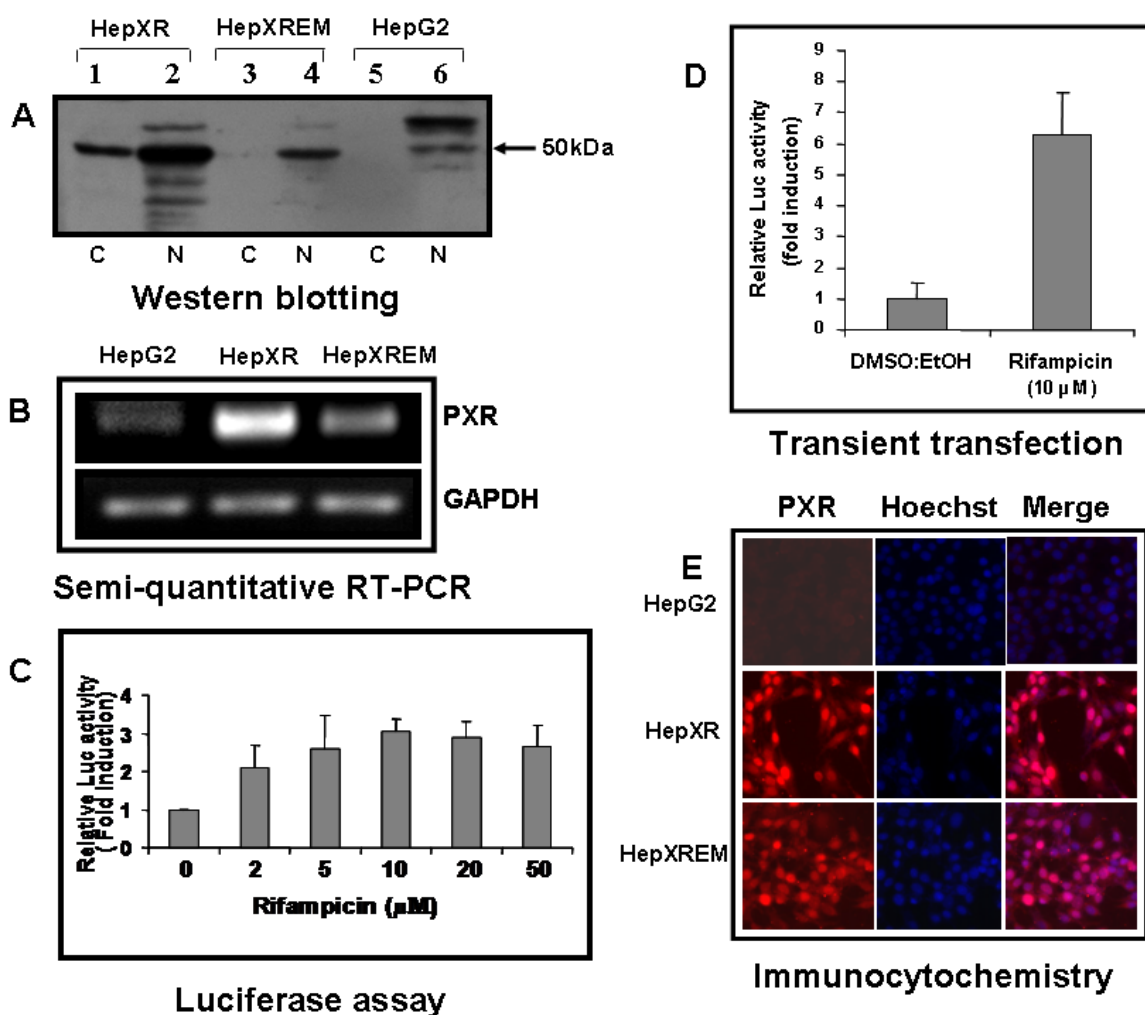 HepXR HepXREM HepG2
1 2 3 4 5 6
A
50kDa
C N C N C N
Western blotting
HepG2 HepXR HepXREM
B
PXR
GAPDH
Semi-quantitative RT-PCR
C
Relative Luc activity
( Fold induction)
4
3
2
1
0
0 2 5 10 20 50
Rifampicin (µM)
Luciferase assay
D
Relative Luc activity
(fold induction)
9
8
7
6
5
4
3
2
1
0
DMSO:EtOH Rifampicin
(10 µM)
Transient transfection
PXR Hoechst Merge
E
HepG2
HepXR
HepXREM
Immunocytochemistry